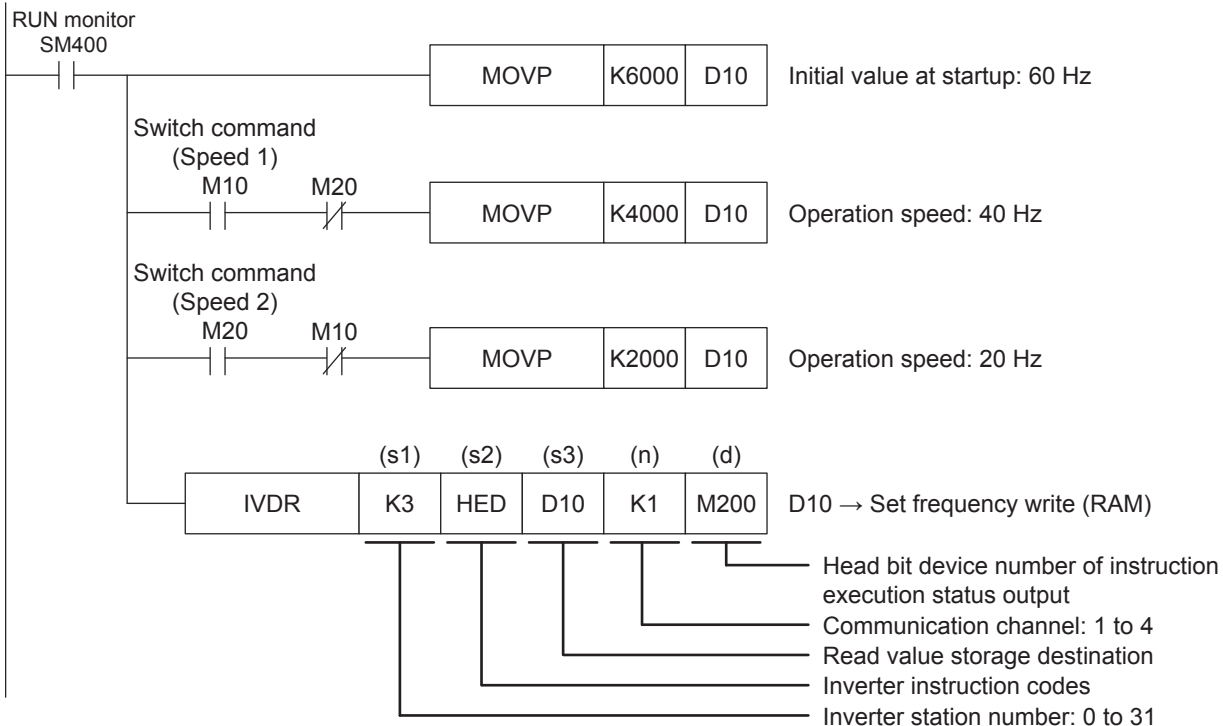 RUN monitor
SM400
MOVP K6000 D10 Initial value at startup: 60 Hz
Switch command
(Speed 1)
M10 M20
MOVP K4000 D10 Operation speed: 40 Hz
Switch command
(Speed 2)
M20 M10
MOVP K2000 D10 Operation speed: 20 Hz
(s1) (s2) (s3) (n) (d)
IVDR K3 HED D10 K1 M200 D10 → Set frequency write (RAM)
Head bit device number of instruction
execution status output
Communication channel: 1 to 4
Read value storage destination
Inverter instruction codes
Inverter station number: 0 to 31